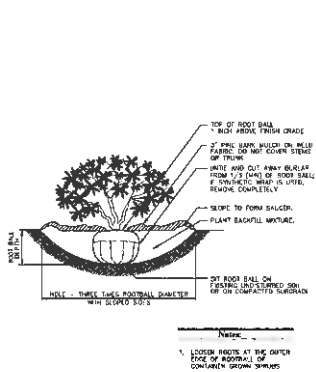 TOP OF ROOT BALL
1 INCH ABOVE FINISH GRADE
3" PINE BARK MULCH OR WEED
FABRIC. DO NOT COVER STEMS
OR TRUNK
UNTIE AND CUT AWAY BURLAP
FROM 1/3 (MIN) OF ROOT BALL;
IF SYNTHETIC WRAP IS USED,
REMOVE COMPLETELY
SLOPE TO FORM SAUCER.
PLANT BACKFILL MIXTURE.
ROOT BALL
DEPTH
SIT ROOT BALL ON
EXISTING UNDISTURBED SOIL
OR ON COMPACTED SUBGRADE
HOLE - THREE TIMES ROOTBALL DIAMETER
WITH SLOPED SIDES
Notes:
1. LOOSEN ROOTS AT THE OUTER
EDGE OF ROOTBALL OF
CONTAINER GROWN SHRUBS